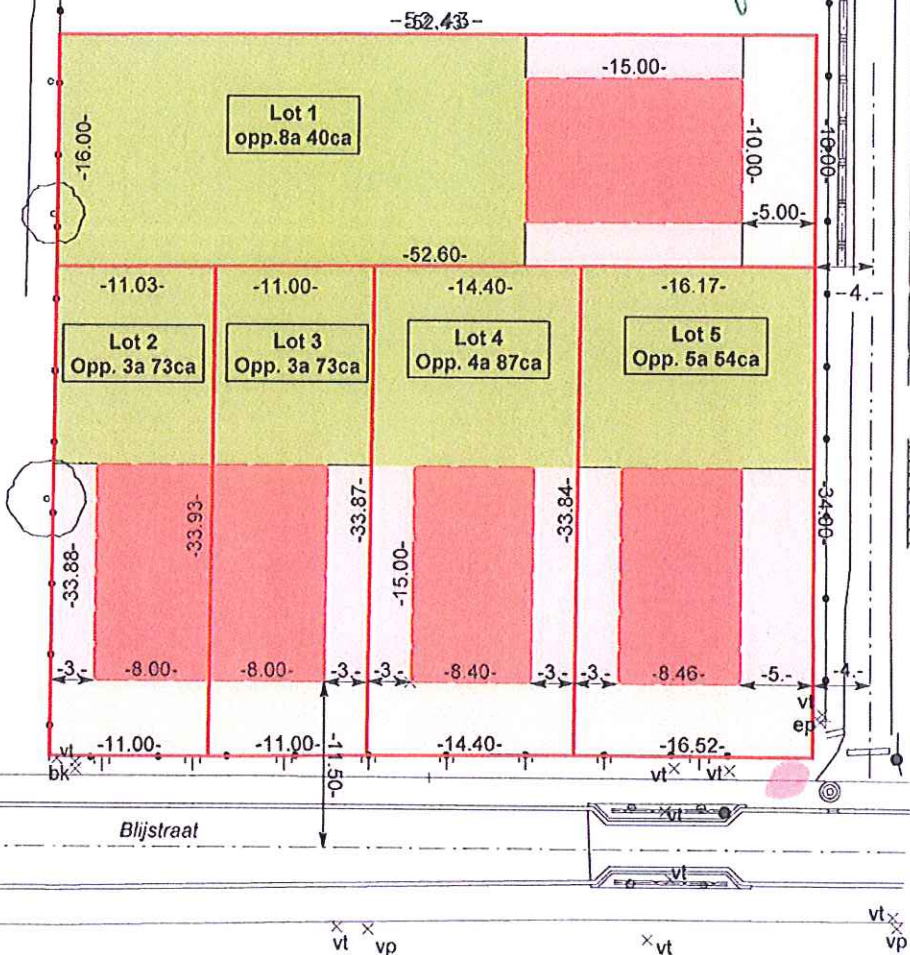 -52.43-
-15.00-
Lot 1
opp.8a 40ca
-16.00-
-10.00-
-5.00-
-52.60-
-11.03-
-11.00-
-14.40-
-16.17-
-4.-
Lot 2
Opp. 3a 73ca
Lot 3
Opp. 3a 73ca
Lot 4
Opp. 4a 87ca
Lot 5
Opp. 5a 54ca
-33.88-
-33.93-
-33.87-
-15.00-
-33.84-
-34.00-
-3.-
-8.00-
-8.00-
-3.-
-3.-
-8.40-
-3.-
-3.-
-8.46-
-5.-
-4.-
vt
ep
vt
bk
-11.00-
-11.00-
-14.40-
-16.52-
-11.50-
vt
vt
Blijstraat
vt
vt
vt
vp
vt
vt
vp